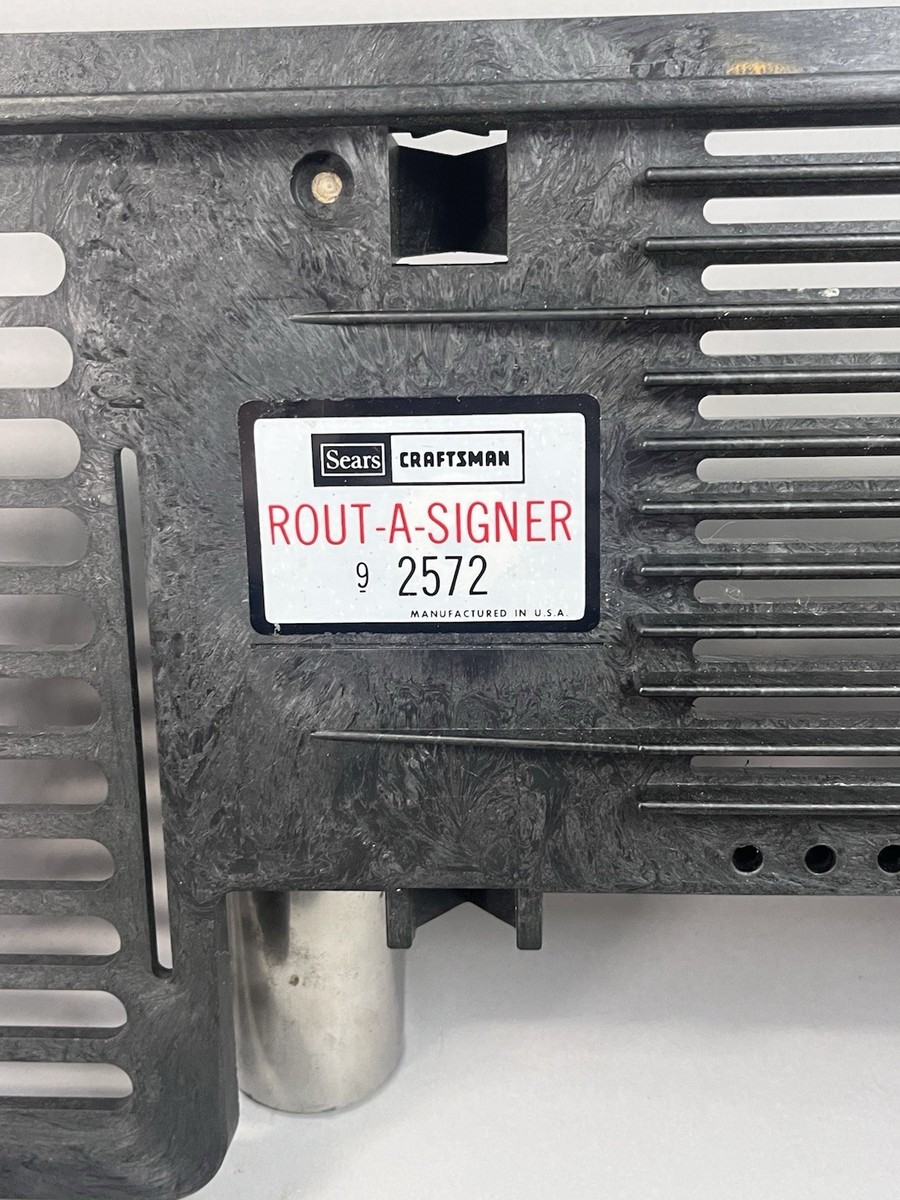 Sears CRAFTSMAN
ROUT-A-SIGNER
9 2572
MANUFACTURED IN U.S.A.